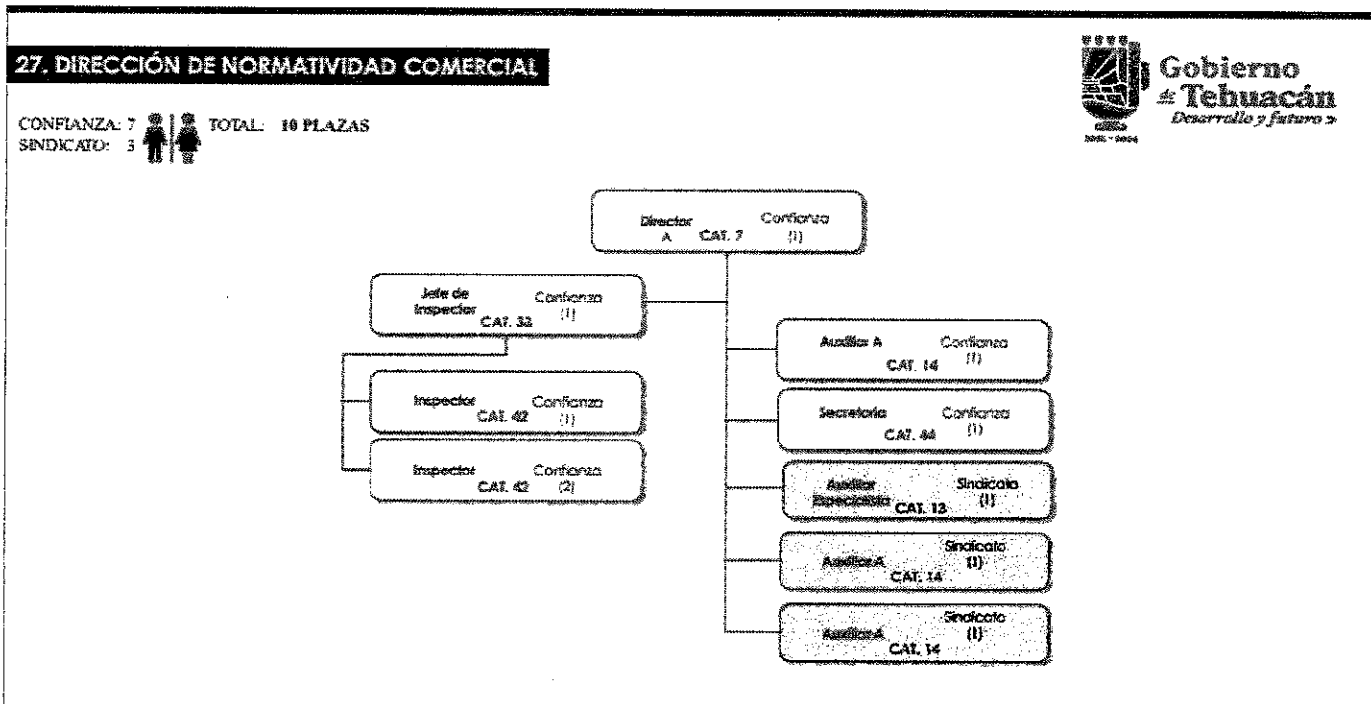 27. DIRECCIÓN DE NORMATIVIDAD COMERCIAL
Gobierno
de Tehuacán
Desarrollo y futuro »
CONFIANZA: 7
SINDICATO: 3
TOTAL: 10 PLAZAS
Director
A
CAT. 7
Confianza
(1)
Jefe de
Inspector
CAT. 32
Confianza
(1)
Inspector
CAT. 42
Confianza
(1)
Inspector
CAT. 42
Confianza
(2)
Auxiliar A
CAT. 14
Confianza
(1)
Secretaria
CAT. 44
Confianza
(1)
Auxiliar
Especialista
CAT. 13
Sindicato
(1)
Auxiliar A
CAT. 14
Sindicato
(1)
Auxiliar A
CAT. 14
Sindicato
(1)